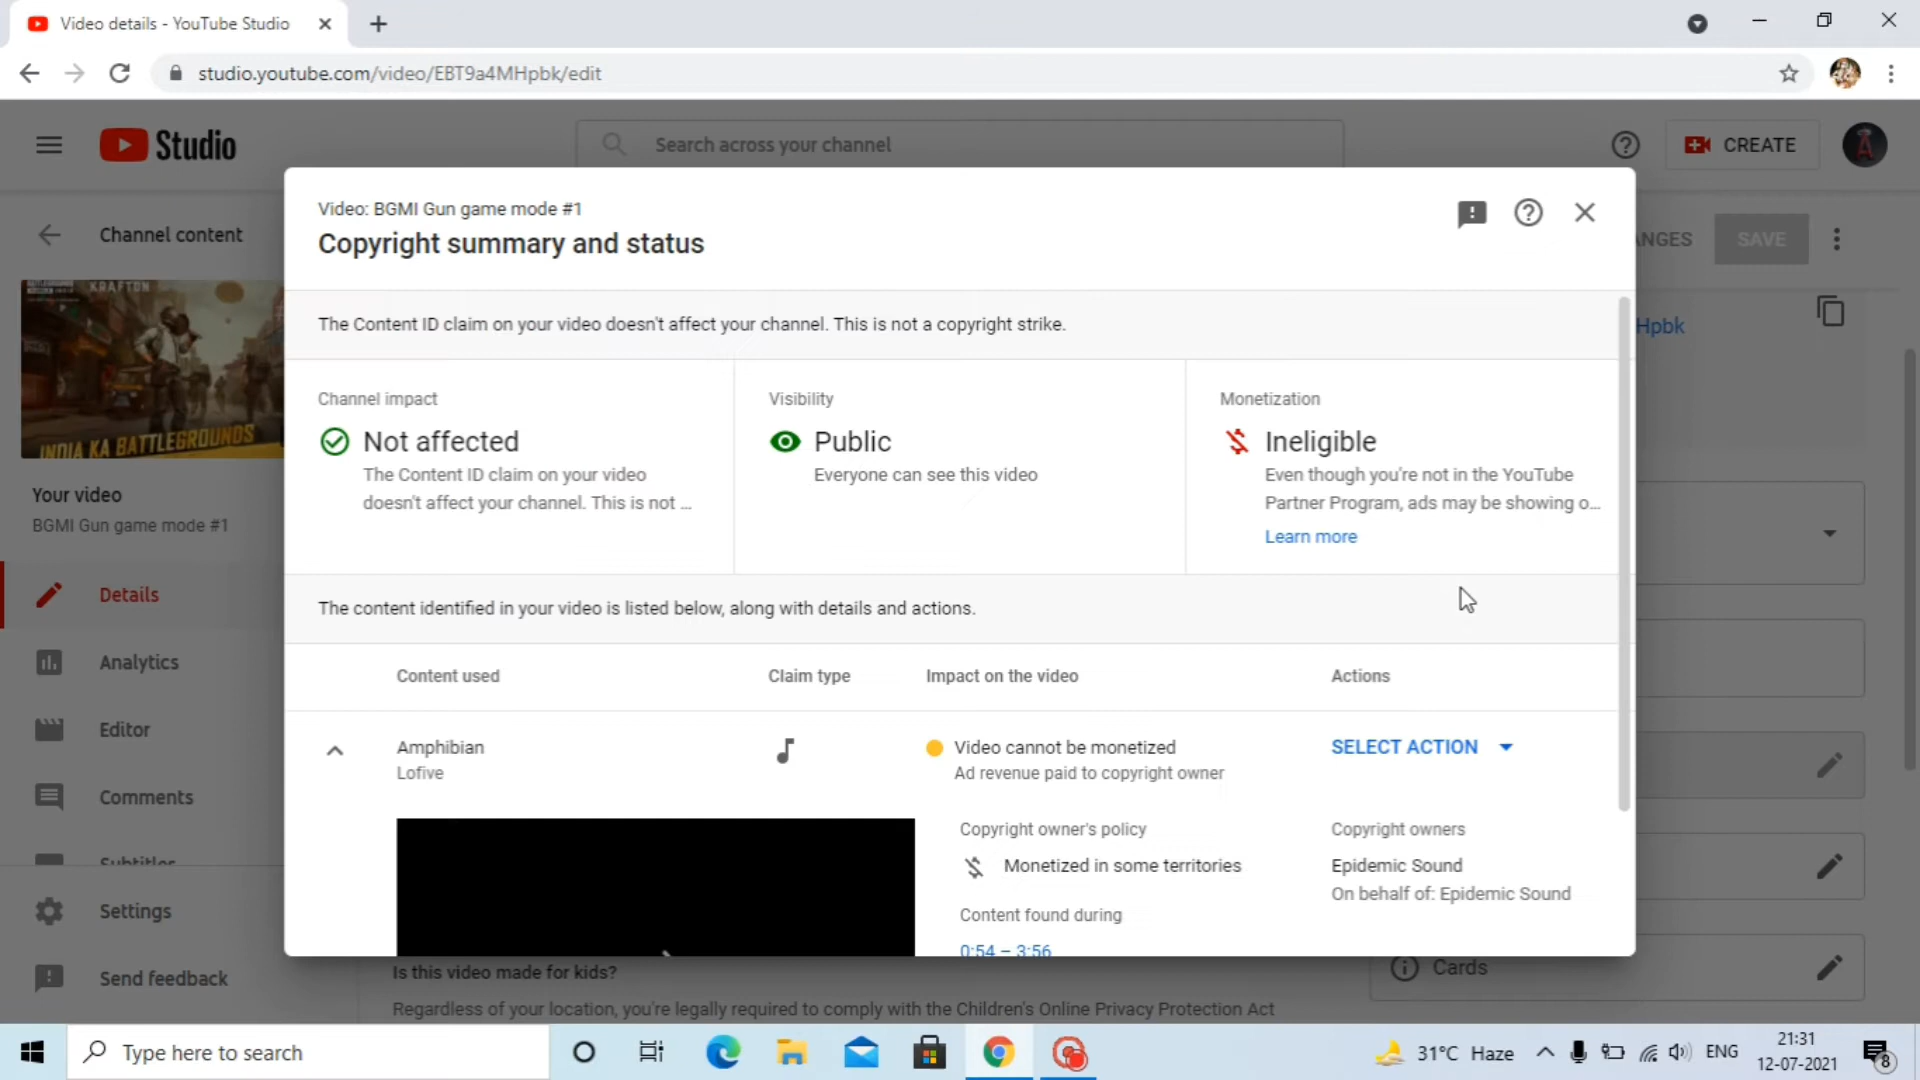 Video details - YouTube Studio
studio.youtube.com/video/EBT9a4MHpbk/edit
Studio
Search across your channel
CREATE
Channel content
Video: BGMI Gun game mode #1
Copyright summary and status
NGES
SAVE
KRAFTON
INDIA KA BATTLEGROUNDS
The Content ID claim on your video doesn't affect your channel. This is not a copyright strike.
Hpbk
Channel impact
Not affected
The Content ID claim on your video
doesn't affect your channel. This is not ...
Visibility
Public
Everyone can see this video
Monetization
Ineligible
Even though you're not in the YouTube
Partner Program, ads may be showing o...
Learn more
Your video
BGMI Gun game mode #1
Details
Analytics
Editor
Comments
Subtitles
Settings
Send feedback
The content identified in your video is listed below, along with details and actions.
Content used
Claim type
Impact on the video
Actions
Amphibian
Lofive
Video cannot be monetized
Ad revenue paid to copyright owner
SELECT ACTION
Copyright owner's policy
Monetized in some territories
Content found during
0:54 – 3:56
Copyright owners
Epidemic Sound
On behalf of: Epidemic Sound
Is this video made for kids?
Regardless of your location, you're legally required to comply with the Children's Online Privacy Protection Act
Cards
Type here to search
31°C Haze
ENG
21:31
12-07-2021
8